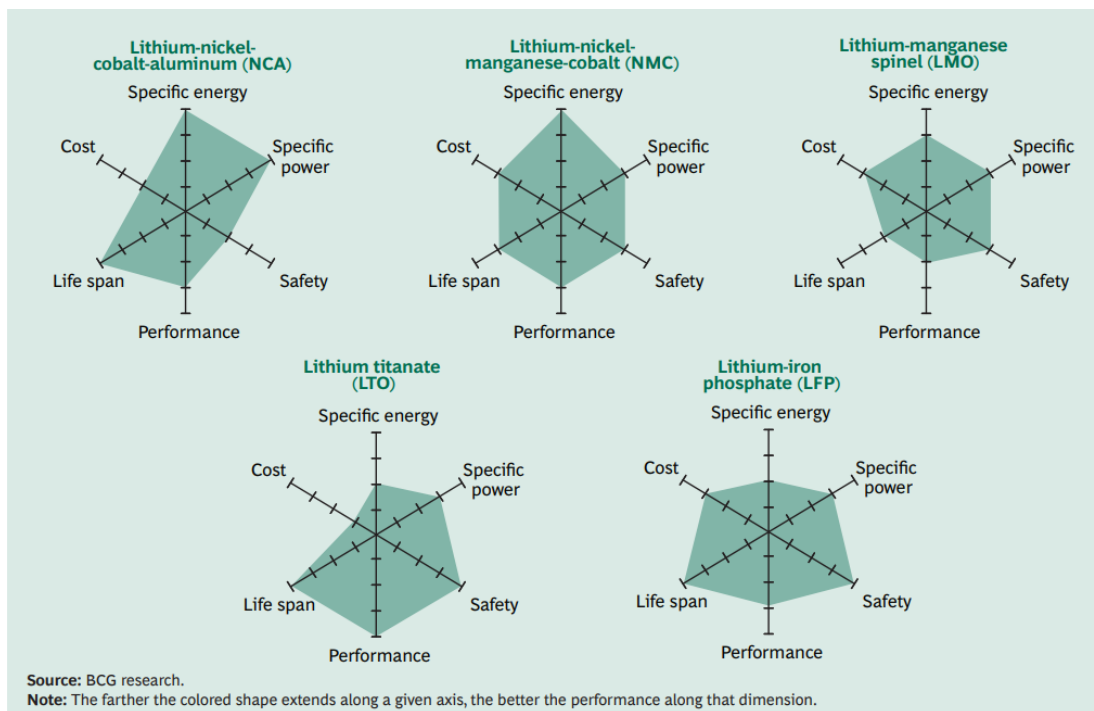 Lithium-nickel-
cobalt-aluminum (NCA)
Specific energy
Cost
Specific
power
Life span
Safety
Performance
Lithium-nickel-
manganese-cobalt (NMC)
Specific energy
Cost
Specific
power
Life span
Safety
Performance
Lithium-manganese
spinel (LMO)
Specific energy
Cost
Specific
power
Life span
Safety
Performance
Lithium titanate
(LTO)
Specific energy
Cost
Specific
power
Life span
Safety
Performance
Lithium-iron
phosphate (LFP)
Specific energy
Cost
Specific
power
Life span
Safety
Performance
Source: BCG research.
Note: The farther the colored shape extends along a given axis, the better the performance along that dimension.